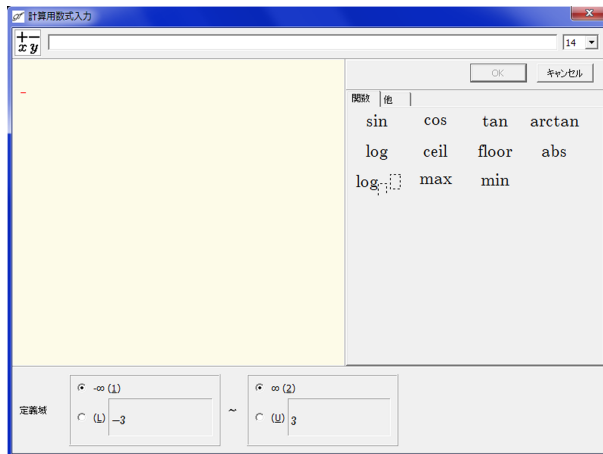 計算用数式入力
+− 14
x y
OK キャンセル
関数 他
sin cos tan arctan
log ceil floor abs
log max min
-∞ (1) ∞ (2)
定義域 (L) −3 ~ (U) 3